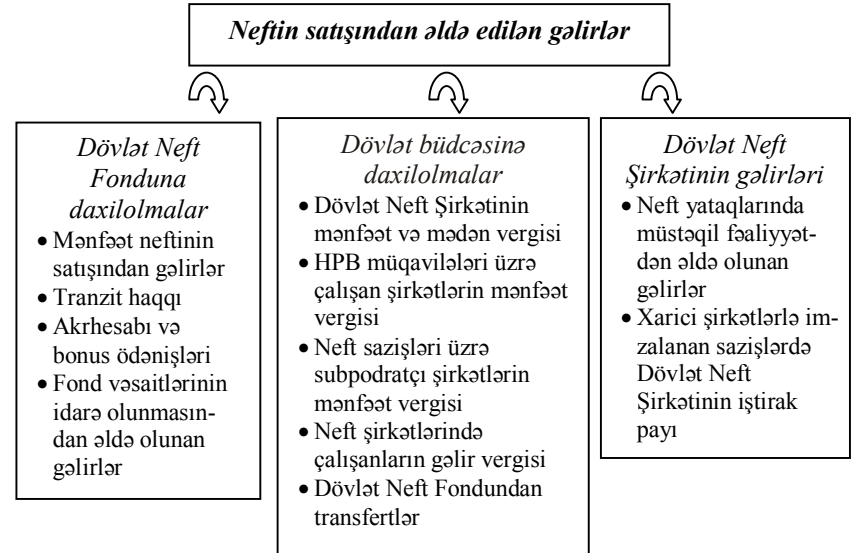 Neftin satışından əldə edilən gəlirlər
Dövlət Neft
Fonduna
daxilolmalar
• Mənfəət neftinin
satışından gəlirlər
• Tranzit haqqı
• Akrhesabı və
bonus ödənişləri
• Fond vəsaitlərinin
idarə olunmasın-
dan əldə olunan
gəlirlər
Dövlət büdcəsinə
daxilolmalar
• Dövlət Neft Şirkətinin
mənfəət və mədən vergisi
• HPB müqavilələri üzrə
çalışan şirkətlərin mənfəət
vergisi
• Neft sazişləri üzrə
subpodratçı şirkətlərin
mənfəət vergisi
• Neft şirkətlərində
çalışanların gəlir vergisi
• Dövlət Neft Fondundan
transfertlər
Dövlət Neft
Şirkətinin gəlirləri
• Neft yataqlarında
müstəqil fəaliyyət-
dən əldə olunan
gəlirlər
• Xarici şirkətlərlə im-
zalanan sazişlərdə
Dövlət Neft
Şirkətinin iştirak
payı